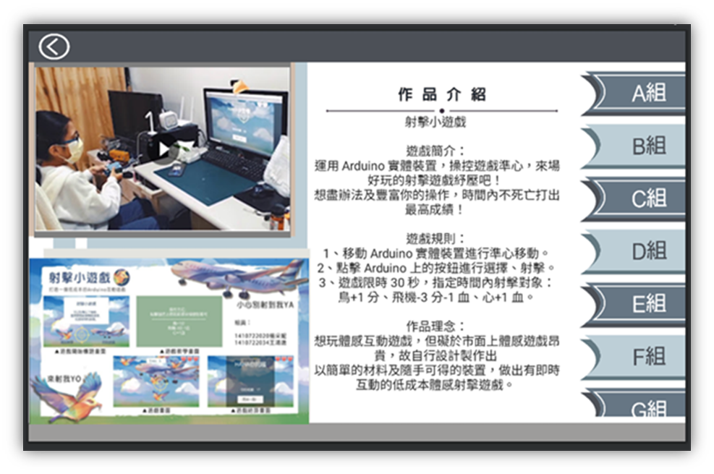 作品介紹
射擊小遊戲
遊戲簡介：
運用 Arduino 實體裝置，操控遊戲準心，來場
好玩的射擊遊戲紓壓吧！
想盡辦法及豐富你的操作，時間內不死亡打出
最高成績！
遊戲規則：
1、移動 Arduino 實體裝置進行準心移動。
2、點擊 Arduino 上的按鈕進行選擇、射擊。
3、遊戲限時 30 秒，指定時間內射擊對象：
鳥+1 分、飛機-3 分-1 血、心+1 血。
作品理念：
想玩體感互動遊戲，但礙於市面上體感遊戲昂
貴，故自行設計製作出
以簡單的材料及隨手可得的裝置，做出有即時
互動的低成本體感射擊遊戲。
A組
B組
C組
D組
E組
F組
G組
射擊小遊戲
小心別射到我YA
組員：
來射我YO